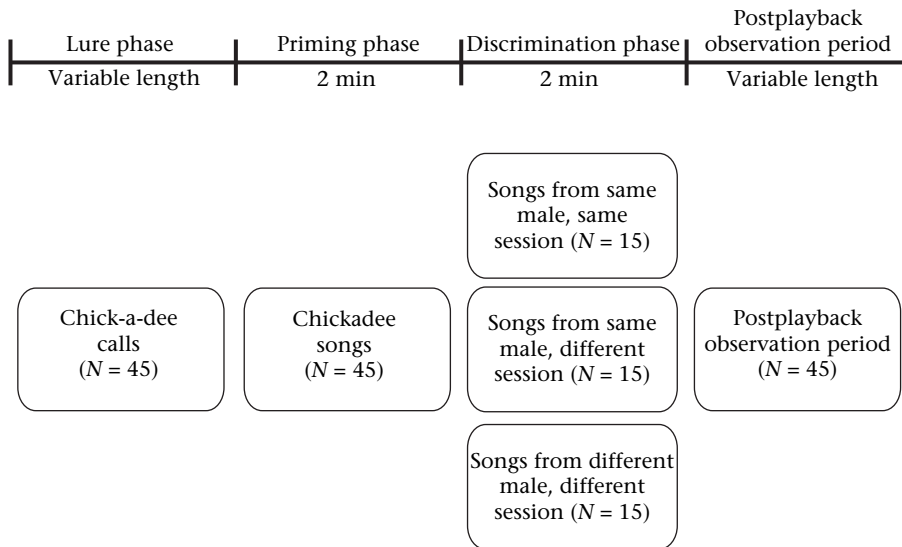 Lure phase
Priming phase
Discrimination phase
Postplayback
observation period
Variable length
2 min
2 min
Variable length
Songs from same
male, same
session (N = 15)
Chick-a-dee
calls
(N = 45)
Chickadee
songs
(N = 45)
Songs from same
male, different
session (N = 15)
Postplayback
observation period
(N = 45)
Songs from different
male, different
session (N = 15)